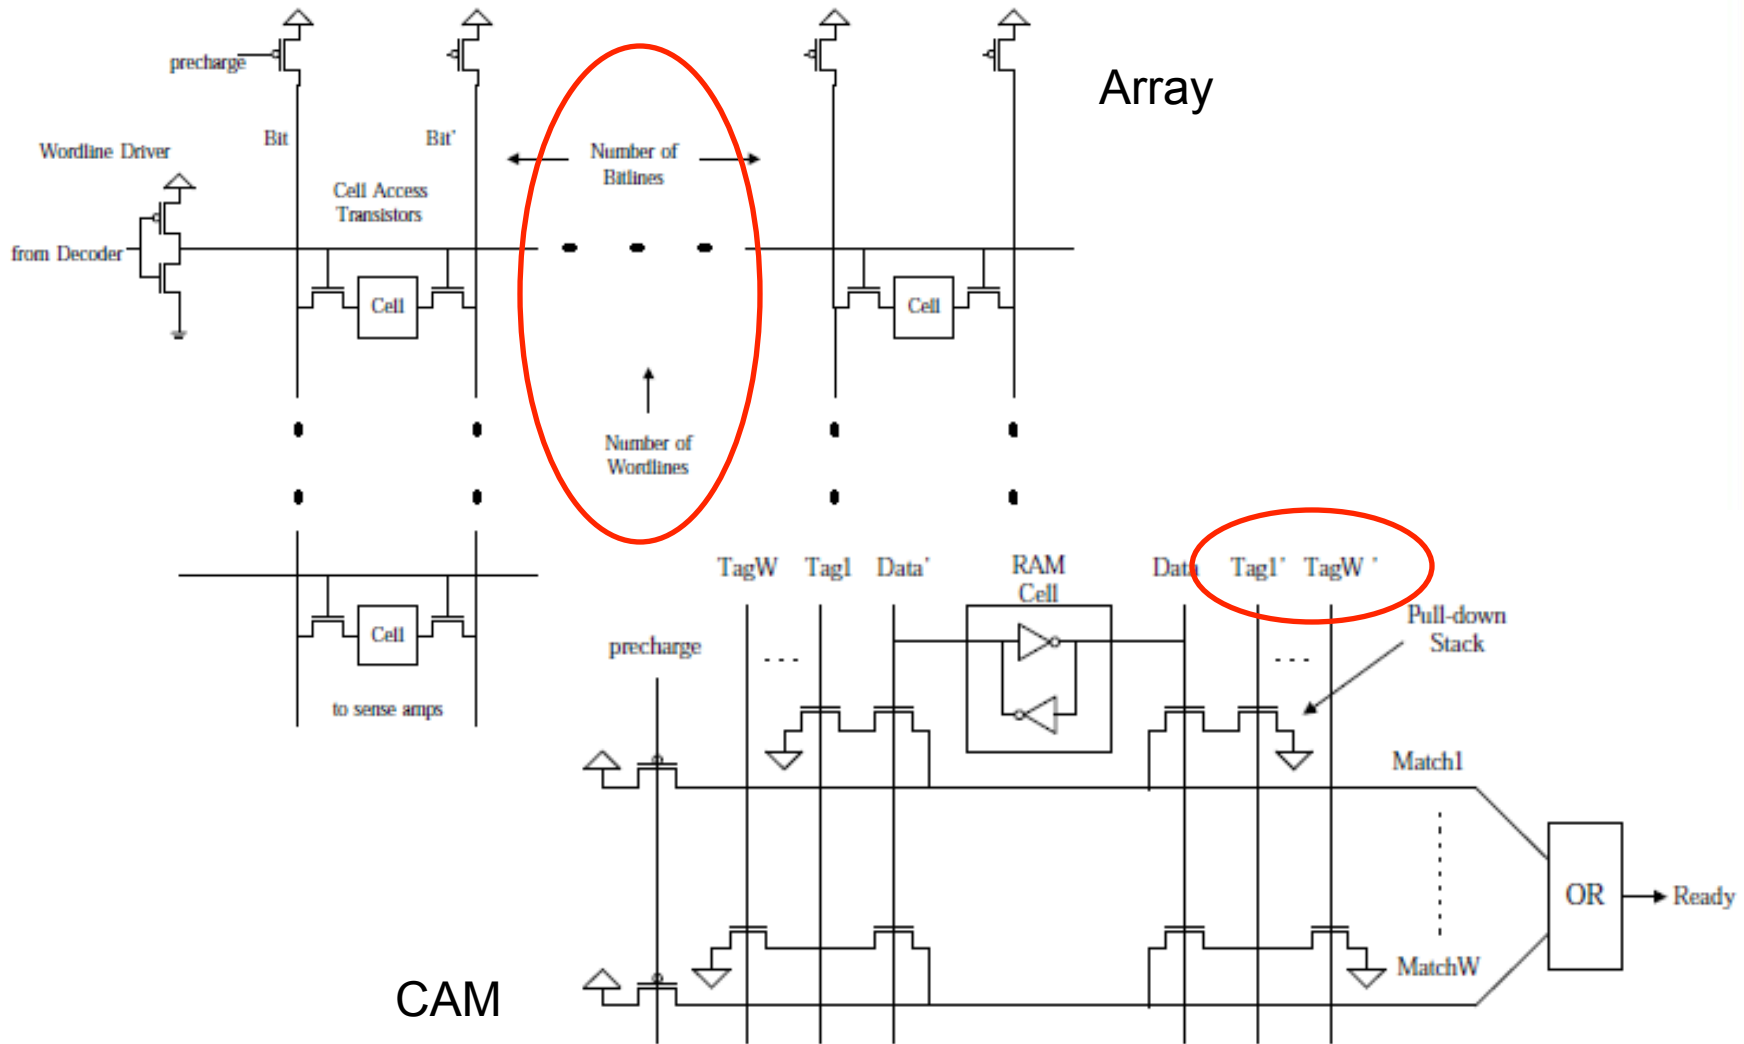 precharge
Array
Bit
Bit'
Wordline Driver
Number of
Bitlines
Cell Access
Transistors
from Decoder
Cell
Cell
Number of
Wordlines
Cell
to sense amps
TagW
Tag1
Data'
RAM
Cell
Data
Tag1'
TagW '
Pull-down
Stack
precharge
....
....
Match1
OR
Ready
MatchW
CAM